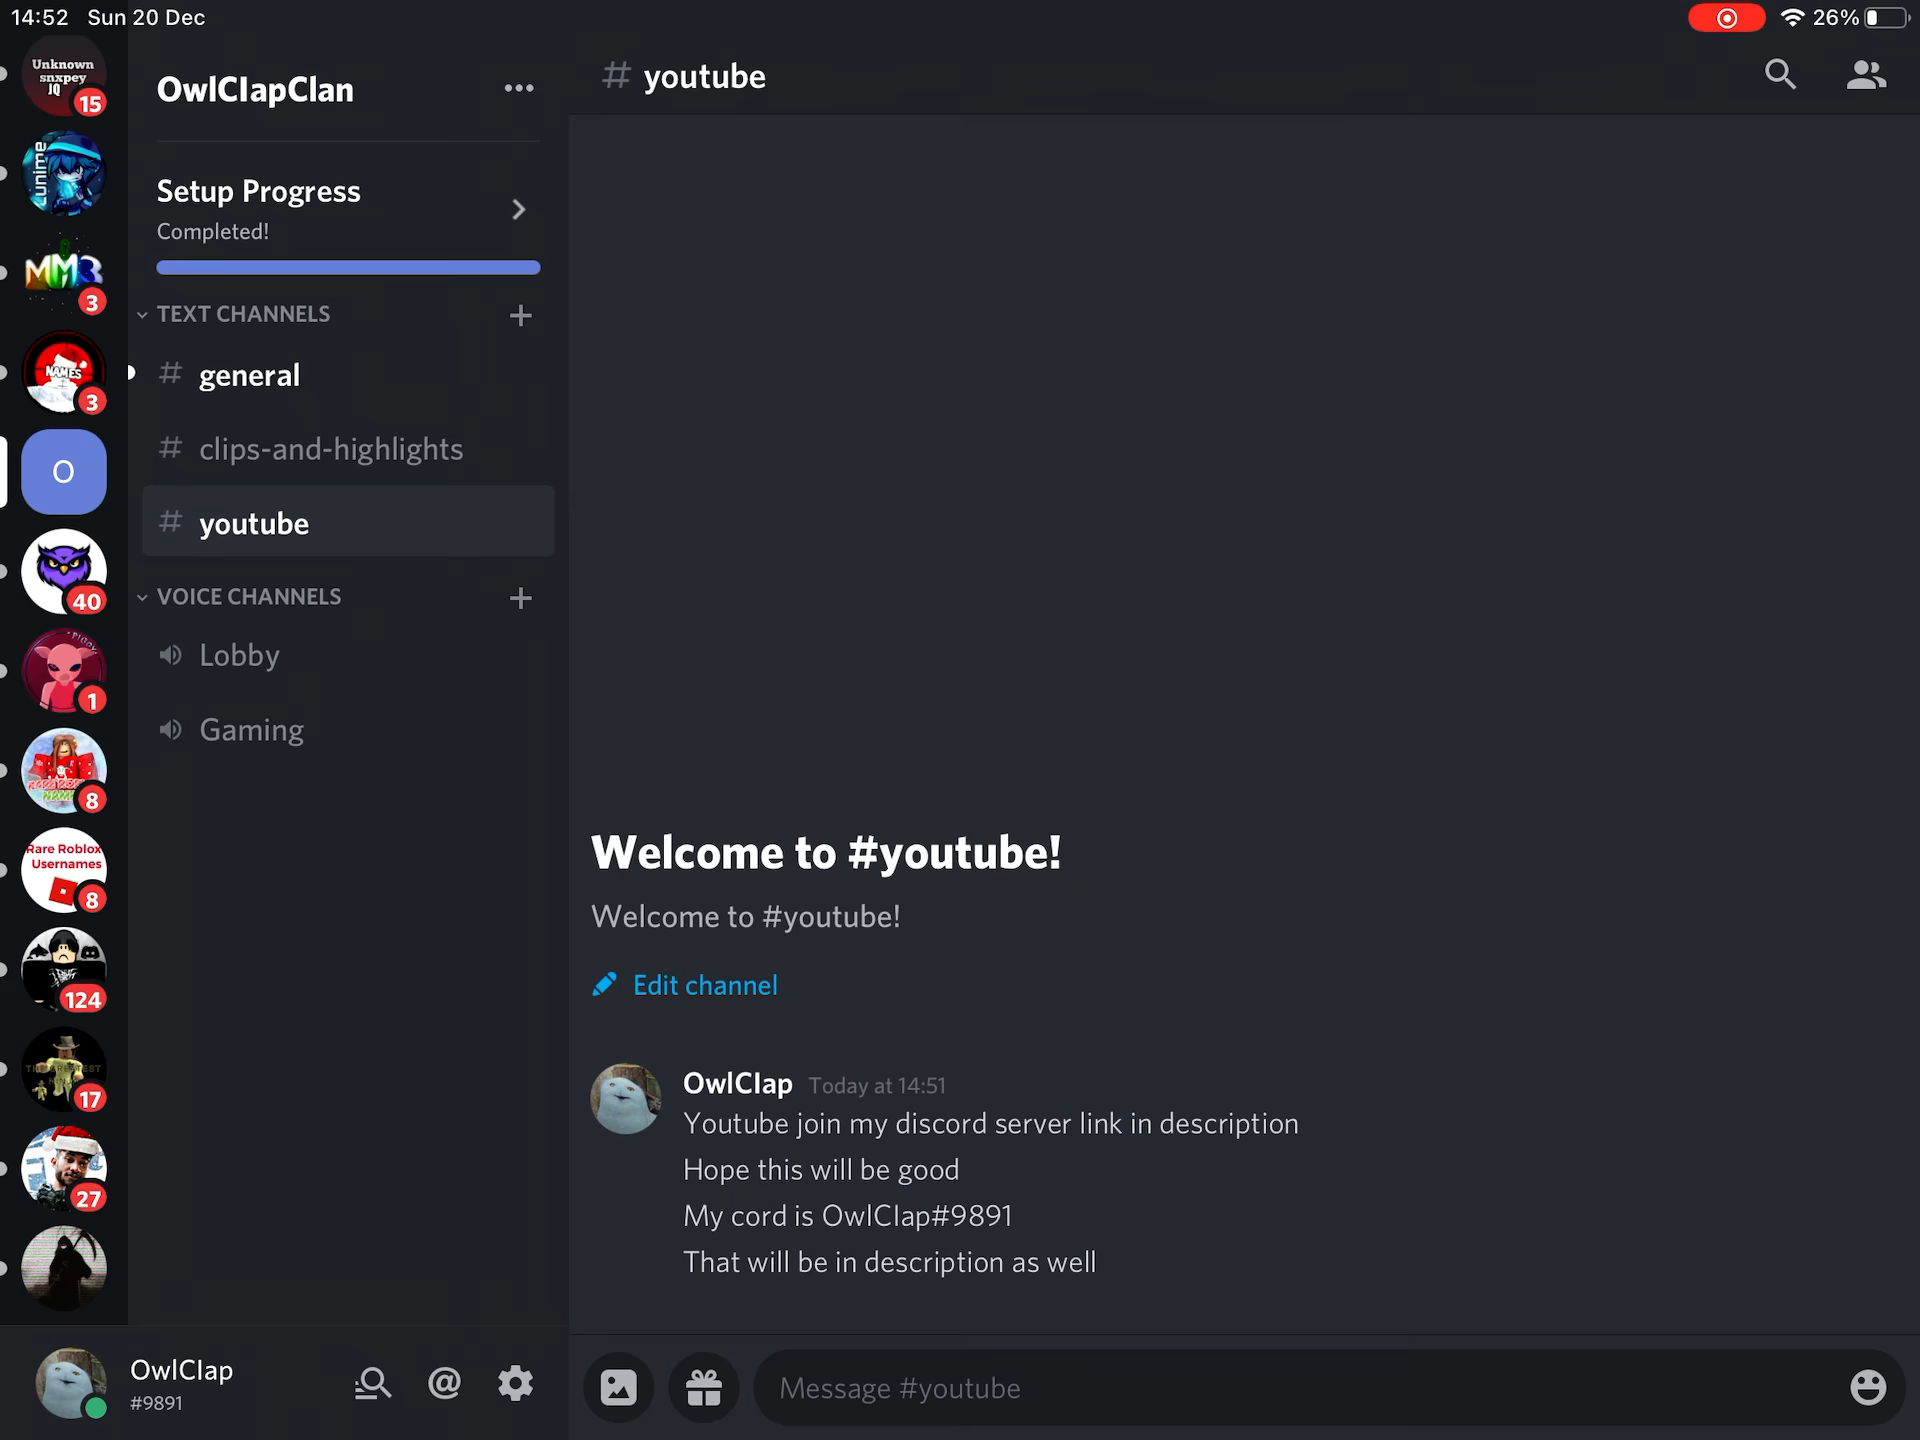 14:52 Sun 20 Dec
26%
Unknown
snxpey
IQ
15
unime
MM3
3
NAMES
3
O
40
1
8
Rare Roblox
Usernames
8
124
17
27
OwlClapClan
Setup Progress
Completed!
TEXT CHANNELS
# general
# clips-and-highlights
# youtube
VOICE CHANNELS
Lobby
Gaming
OwlClap
#9891
@
# youtube
Welcome to #youtube!
Welcome to #youtube!
Edit channel
OwlClap Today at 14:51
Youtube join my discord server link in description
Hope this will be good
My cord is OwlClap#9891
That will be in description as well
Message #youtube